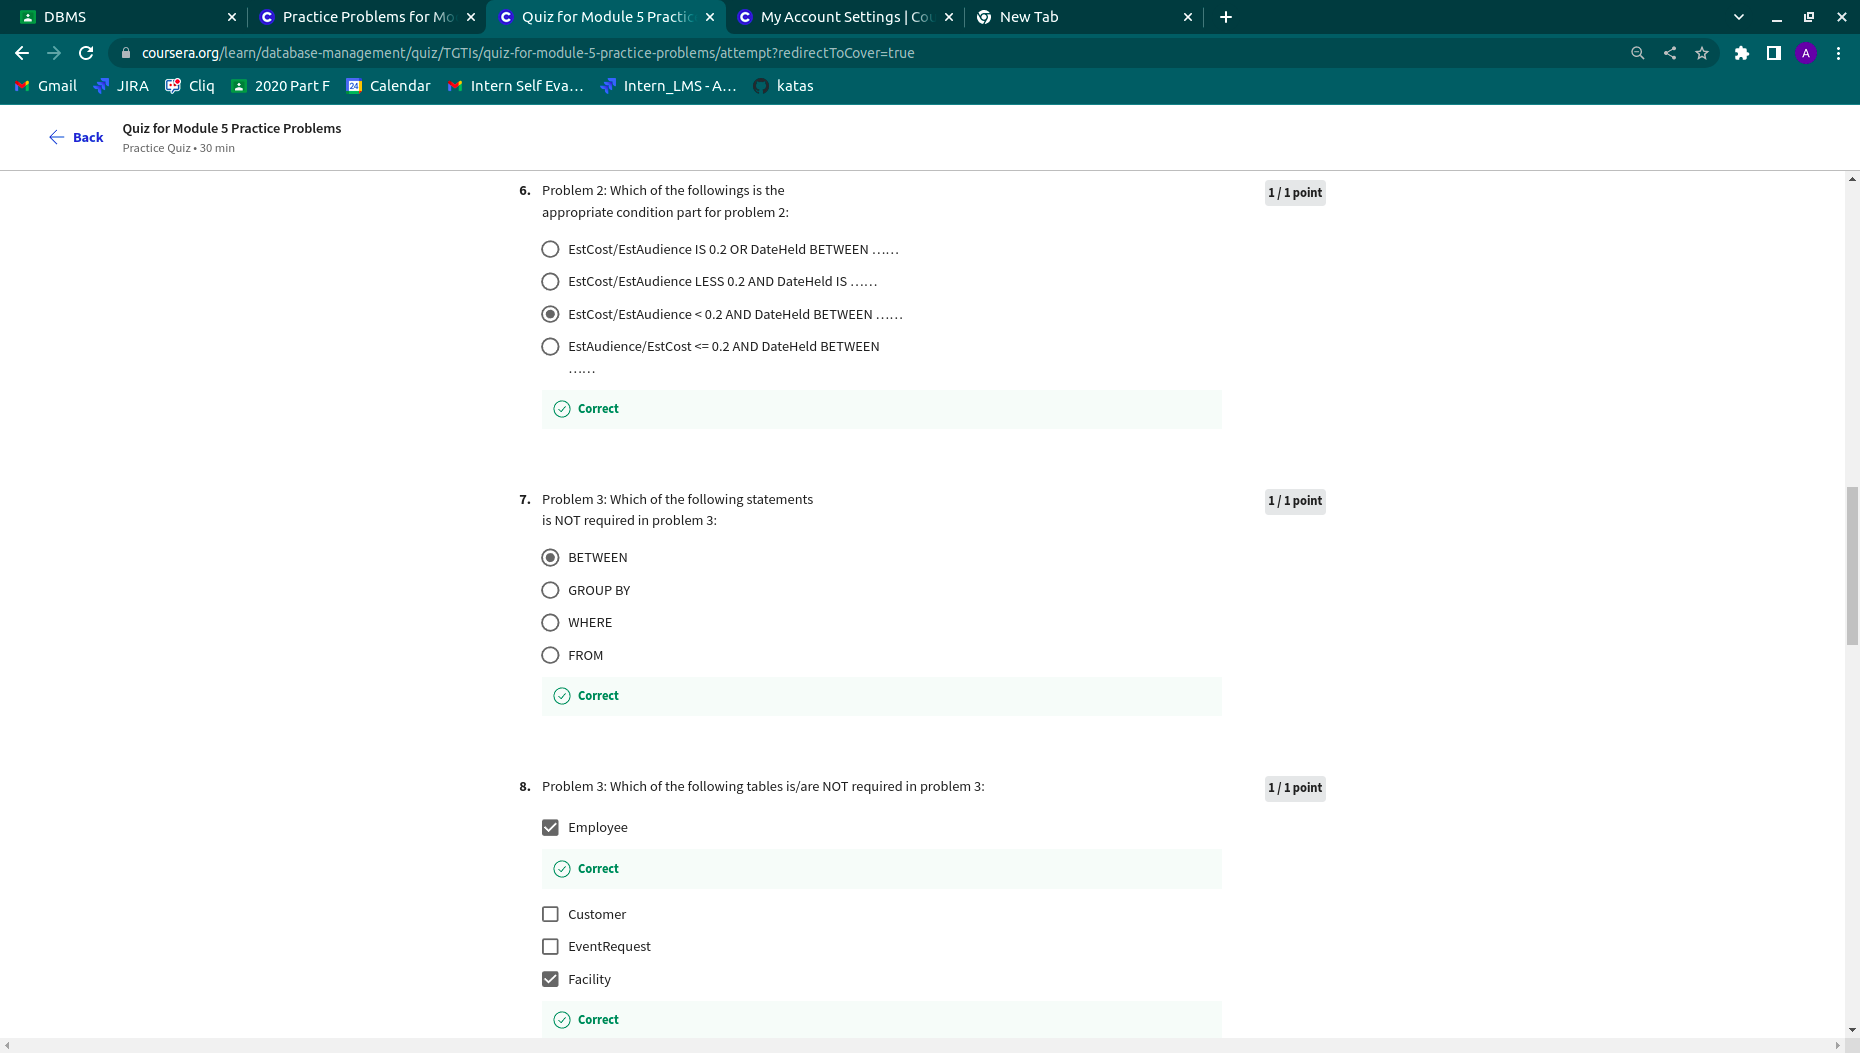 DBMS
Practice Problems for Mo
Quiz for Module 5 Practic
My Account Settings | Cou
New Tab
coursera.org/learn/database-management/quiz/TGTIs/quiz-for-module-5-practice-problems/attempt?redirectToCover=true
A
Gmail
JIRA
Cliq
2020 Part F
24
Calendar
Intern Self Eva...
Intern_LMS - A...
katas
Back
Quiz for Module 5 Practice Problems
Practice Quiz • 30 min
6. Problem 2: Which of the followings is the
appropriate condition part for problem 2:
1 / 1 point
EstCost/EstAudience IS 0.2 OR DateHeld BETWEEN ……
EstCost/EstAudience LESS 0.2 AND DateHeld IS ……
EstCost/EstAudience < 0.2 AND DateHeld BETWEEN ……
EstAudience/EstCost <= 0.2 AND DateHeld BETWEEN
……
Correct
7. Problem 3: Which of the following statements
is NOT required in problem 3:
1 / 1 point
BETWEEN
GROUP BY
WHERE
FROM
Correct
8. Problem 3: Which of the following tables is/are NOT required in problem 3:
1 / 1 point
Employee
Correct
Customer
EventRequest
Facility
Correct